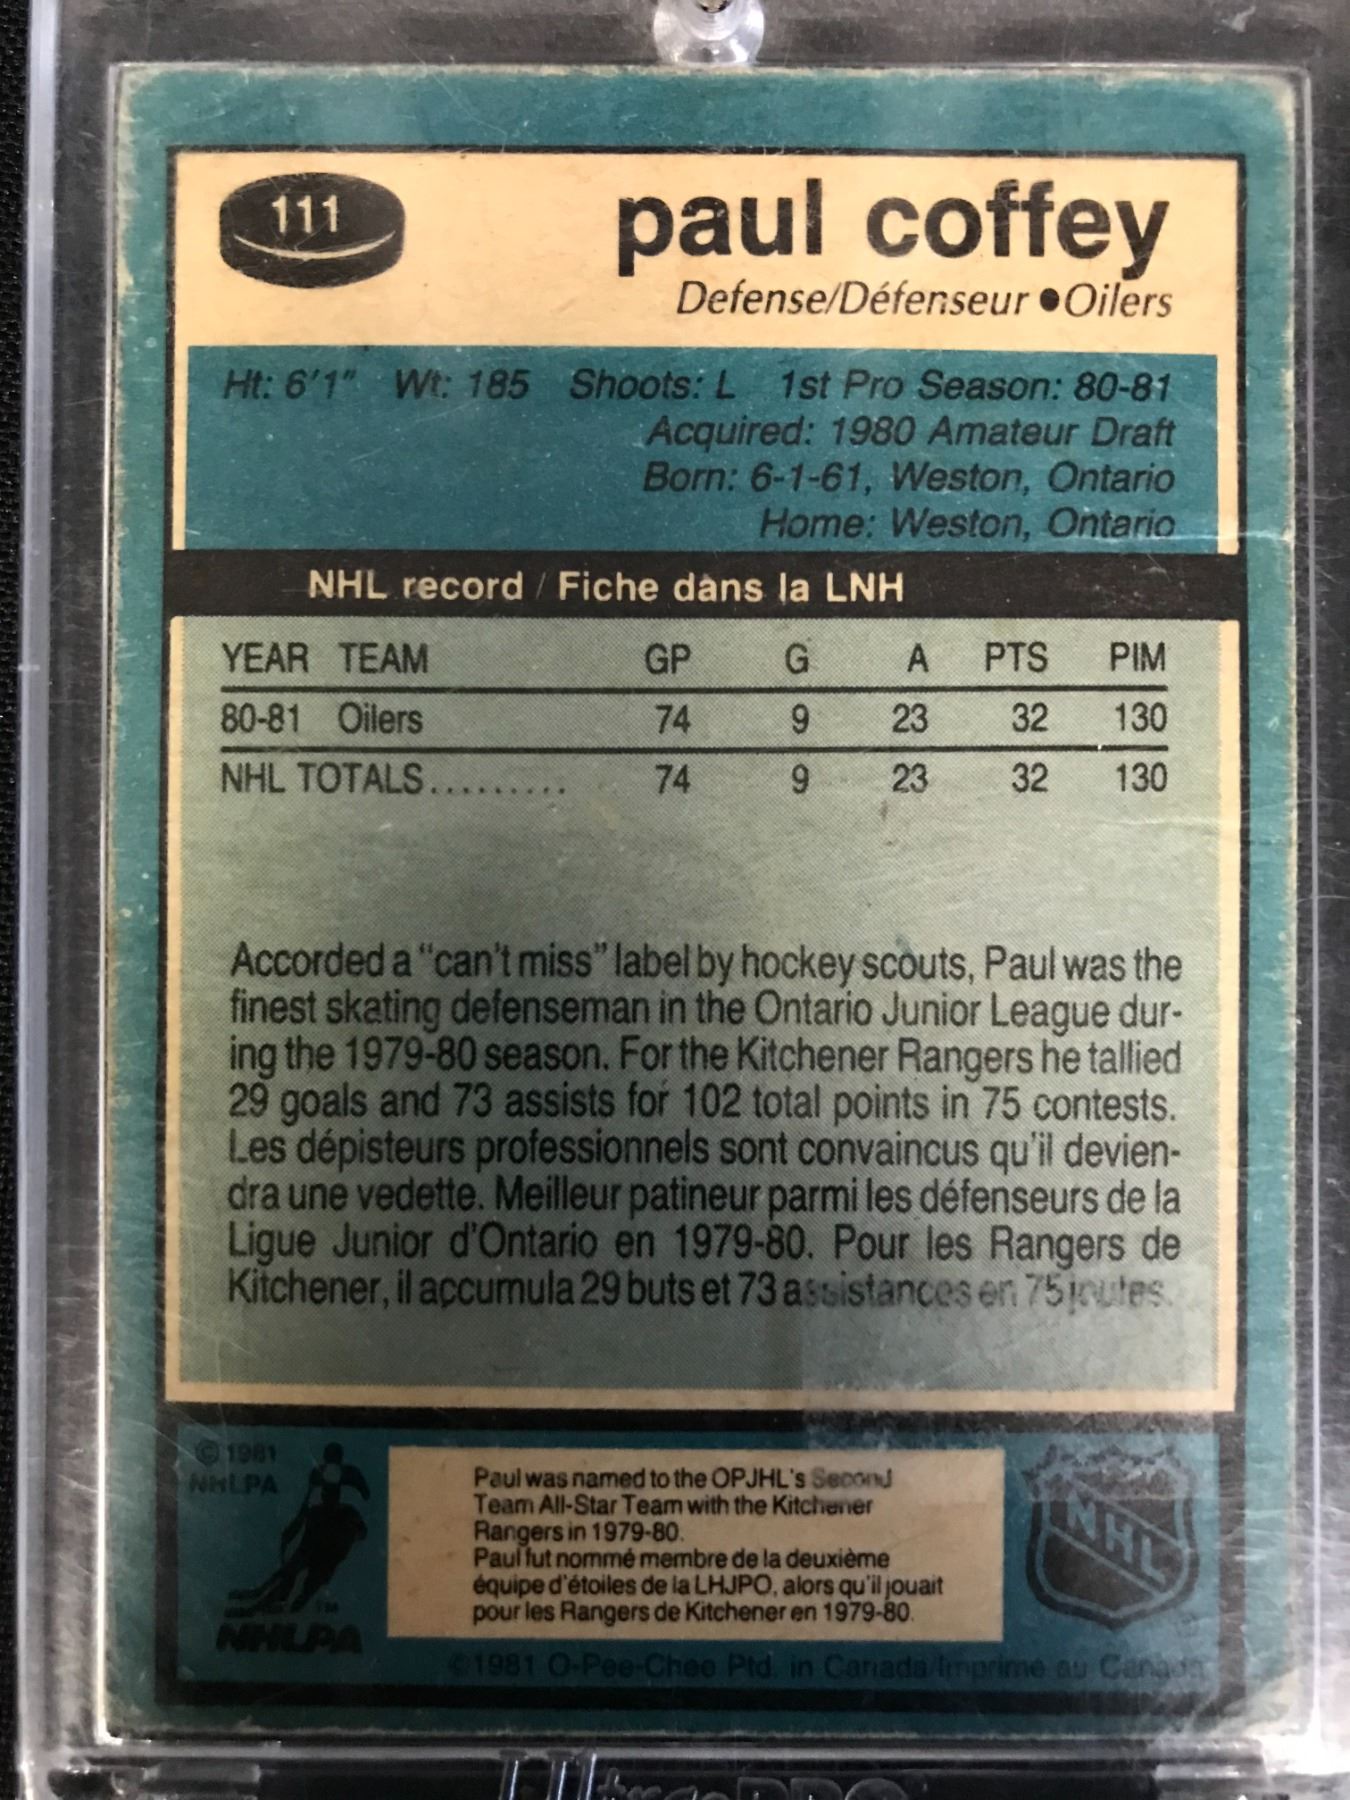 111
paul coffey
Defense/Défenseur ● Oilers
Ht: 6'1" Wt: 185 Shoots: L 1st Pro Season: 80-81
Acquired: 1980 Amateur Draft
Born: 6-1-61, Weston, Ontario
Home: Weston, Ontario
NHL record / Fiche dans la LNH
YEAR TEAM GP G A PTS PIM
80-81 Oilers 74 9 23 32 130
NHL TOTALS......... 74 9 23 32 130
Accorded a "can't miss" label by hockey scouts, Paul was the
finest skating defenseman in the Ontario Junior League dur-
ing the 1979-80 season. For the Kitchener Rangers he tallied
29 goals and 73 assists for 102 total points in 75 contests.
Les dépisteurs professionnels sont convaincus qu'il devien-
dra une vedette. Meilleur patineur parmi les défenseurs de la
Ligue Junior d'Ontario en 1979-80. Pour les Rangers de
Kitchener, il accumula 29 buts et 73 assistances en 75 joutes.
© 1981
NHLPA
NHLPA
TM
Paul was named to the OPJHL's Second
Team All-Star Team with the Kitchener
Rangers in 1979-80.
Paul fut nommé membre de la deuxième
équipe d'étoiles de la LHJPO, alors qu'il jouait
pour les Rangers de Kitchener en 1979-80.
NHL
©1981 O-Pee-Chee Ptd. in Canada/Imprimé au Canada